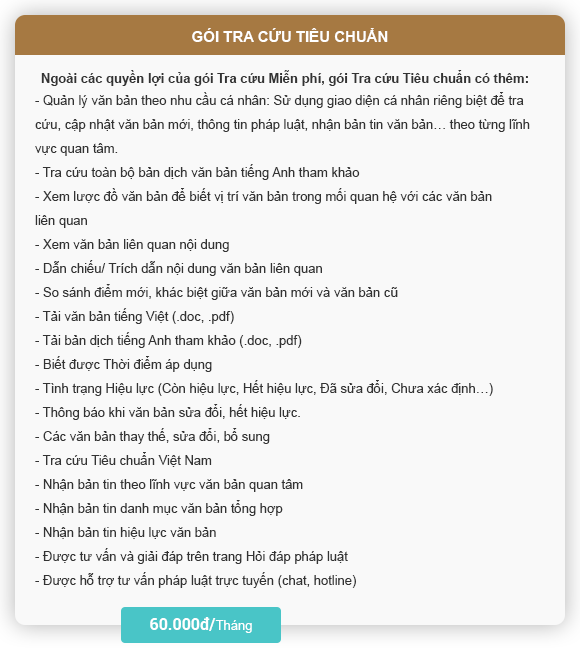 GÓI TRA CỨU TIÊU CHUẨN
Ngoài các quyền lợi của gói Tra cứu Miễn phí, gói Tra cứu Tiêu chuẩn có thêm:
- Quản lý văn bản theo nhu cầu cá nhân: Sử dụng giao diện cá nhân riêng biệt để tra
cứu, cập nhật văn bản mới, thông tin pháp luật, nhận bản tin văn bản… theo từng lĩnh
vực quan tâm.
- Tra cứu toàn bộ bản dịch văn bản tiếng Anh tham khảo
- Xem lược đồ văn bản để biết vị trí văn bản trong mối quan hệ với các văn bản
liên quan
- Xem văn bản liên quan nội dung
- Dẫn chiếu/ Trích dẫn nội dung văn bản liên quan
- So sánh điểm mới, khác biệt giữa văn bản mới và văn bản cũ
- Tải văn bản tiếng Việt (.doc, .pdf)
- Tải bản dịch tiếng Anh tham khảo (.doc, .pdf)
- Biết được Thời điểm áp dụng
- Tình trạng Hiệu lực (Còn hiệu lực, Hết hiệu lực, Đã sửa đổi, Chưa xác định…)
- Thông báo khi văn bản sửa đổi, hết hiệu lực.
- Các văn bản thay thế, sửa đổi, bổ sung
- Tra cứu Tiêu chuẩn Việt Nam
- Nhận bản tin theo lĩnh vực văn bản quan tâm
- Nhận bản tin danh mục văn bản tổng hợp
- Nhận bản tin hiệu lực văn bản
- Được tư vấn và giải đáp trên trang Hỏi đáp pháp luật
- Được hỗ trợ tư vấn pháp luật trực tuyến (chat, hotline)
60.000đ/Tháng